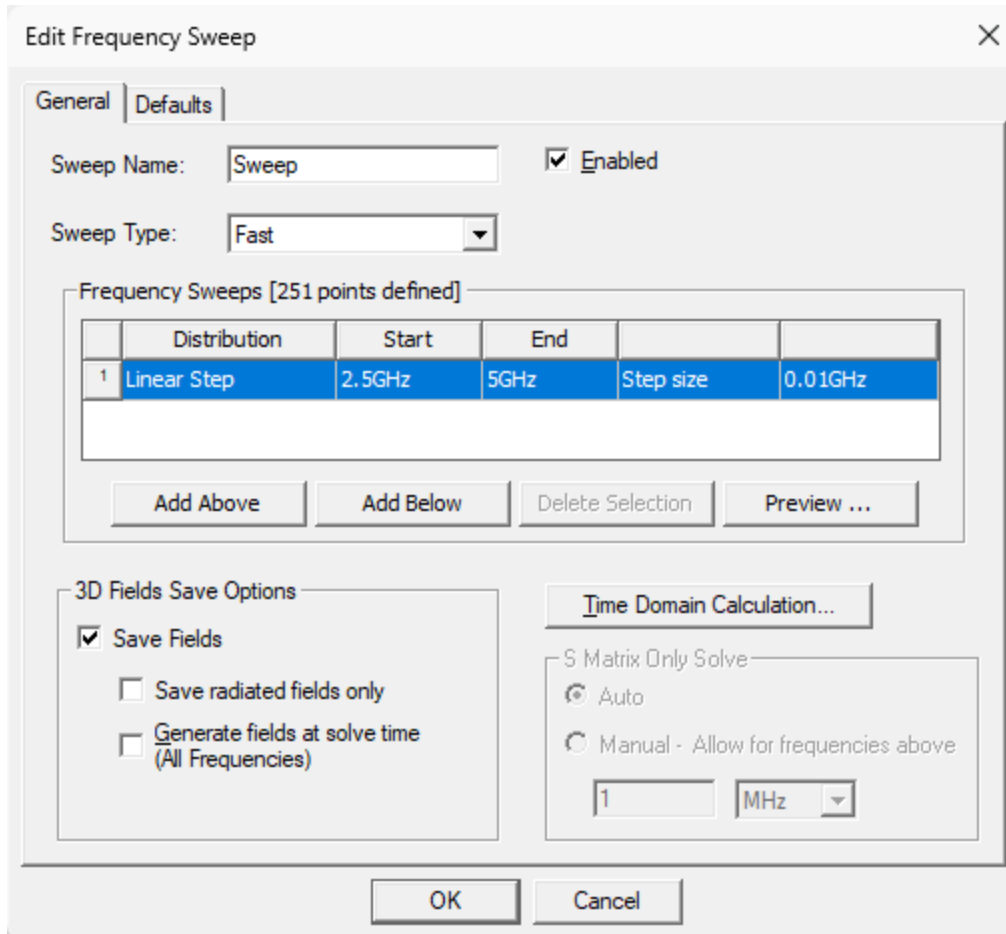 Edit Frequency Sweep
General Defaults
Sweep Name: Sweep Enabled
Sweep Type: Fast
Frequency Sweeps [251 points defined]
Distribution Start End
1 Linear Step 2.5GHz 5GHz Step size 0.01GHz
Add Above Add Below Delete Selection Preview ...
3D Fields Save Options
Time Domain Calculation...
Save Fields
S Matrix Only Solve
Save radiated fields only
Auto
Generate fields at solve time
(All Frequencies)
Manual - Allow for frequencies above
1 MHz
OK Cancel